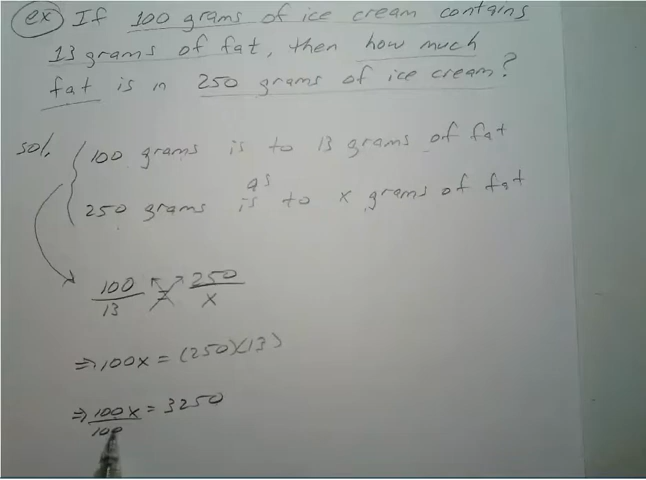 ex) If 100 grams of ice cream contains
13 grams of fat, then how much
fat is in 250 grams of ice cream?
sol. 100 grams is to 13 grams of fat
as
250 grams is to x grams of fat
100/13 = 250/x
⇒ 100x = (250)(13)
⇒ 100x/100 = 3250